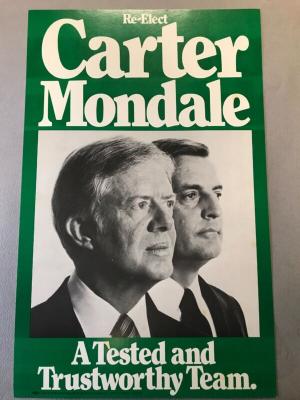 Re-Elect
Carter
Mondale
A Tested and
Trustworthy Team.